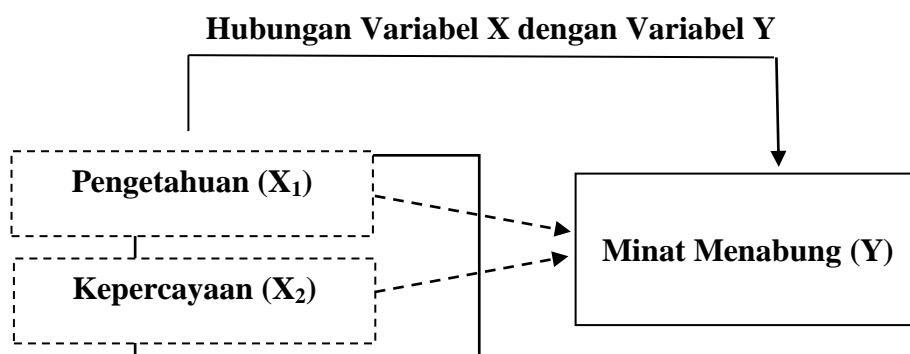 Hubungan Variabel X dengan Variabel Y
Pengetahuan (X₁)
Minat Menabung (Y)
Kepercayaan (X₂)